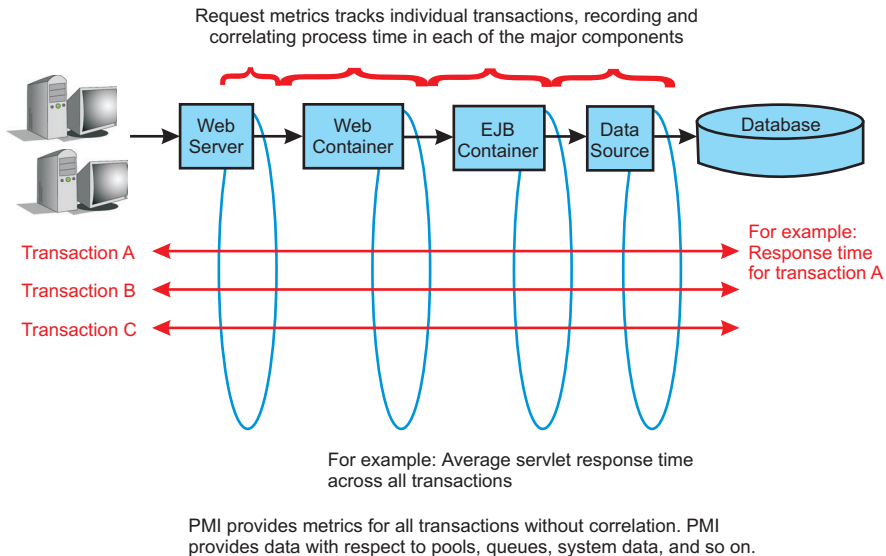 Request metrics tracks individual transactions, recording and
correlating process time in each of the major components
Web
Server
Web
Container
EJB
Container
Data
Source
Database
Transaction A
Transaction B
Transaction C
For example:
Response time
for transaction A
For example: Average servlet response time
across all transactions
PMI provides metrics for all transactions without correlation. PMI
provides data with respect to pools, queues, system data, and so on.